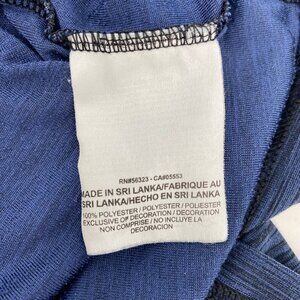 RN#56323 - CA#05553
MADE IN SRI LANKA/FABRIQUE AU
SRI LANKA/HECHO EN SRI LANKA
100% POLYESTER / POLYESTER / POLIESTER
EXCLUSIVE OF DECORATION / DECORATION
NON COMPRISE / NO INCLUYE LA
DECORACION